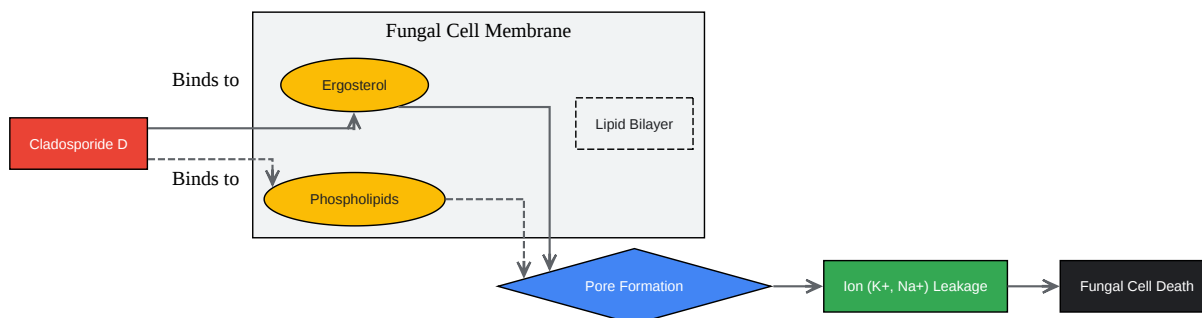 Fungal Cell Membrane
Binds to
Ergosterol
Lipid Bilayer
Cladosporide D
Binds to
Phospholipids
Pore Formation
Ion (K+, Na+) Leakage
Fungal Cell Death